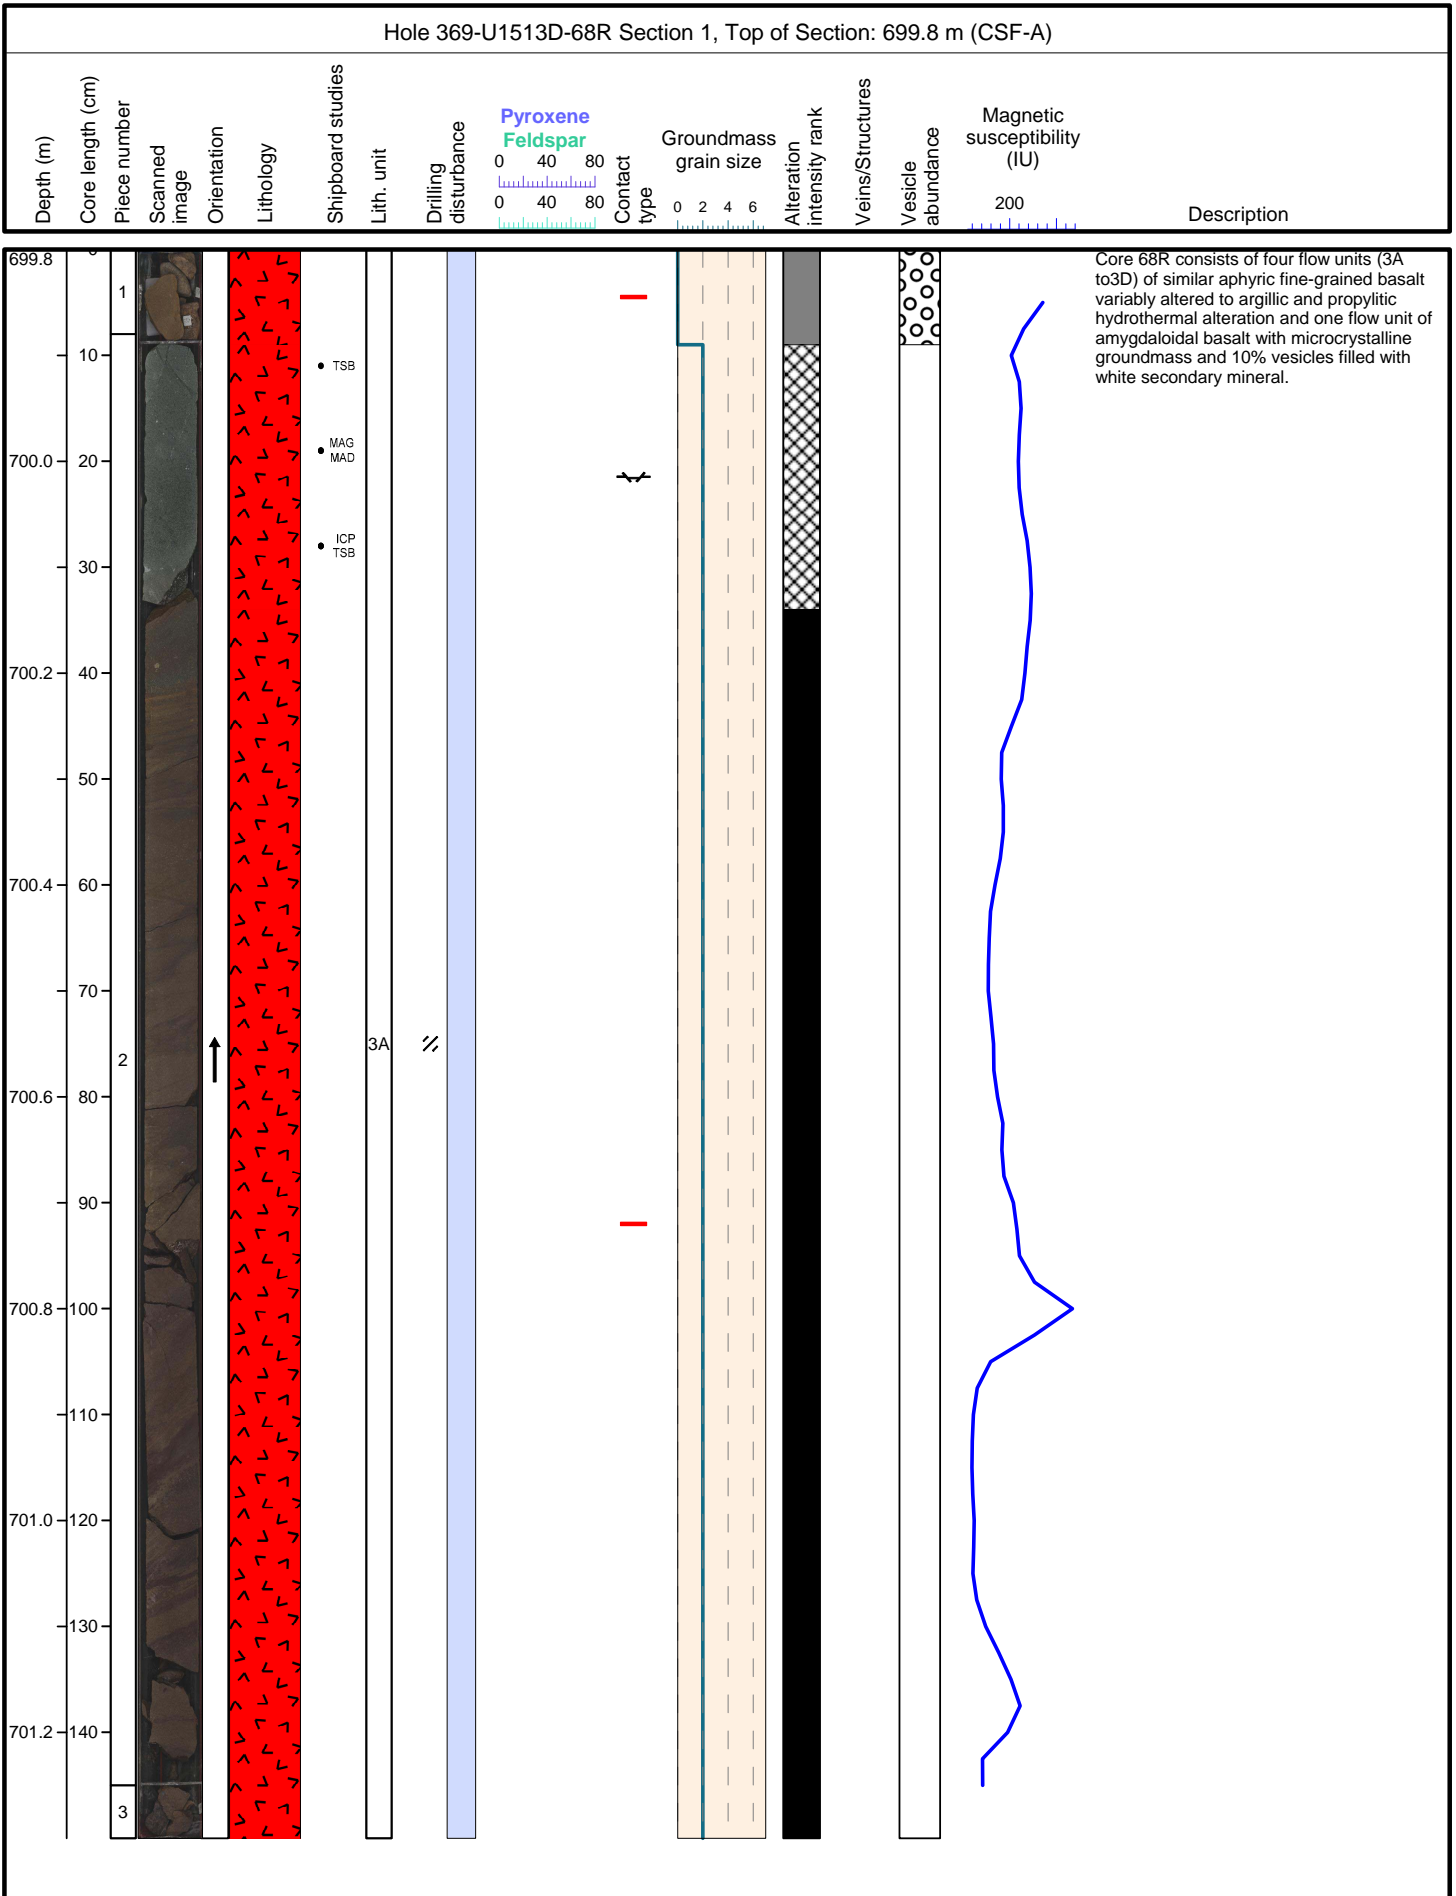 Hole 369-U1513D-68R Section 1, Top of Section: 699.8 m (CSF-A)
Depth (m)
Core length (cm)
Piece number
Scanned
image
Orientation
Lithology
Shipboard studies
Lith. unit
Drilling
disturbance
Pyroxene
Feldspar
0 40 80
0 40 80
Contact
type
Groundmass
grain size
0 2 4 6
Alteration
intensity rank
Veins/Structures
Vesicle
abundance
Magnetic
susceptibility
(IU)
200
Description
699.8
1
Core 68R consists of four flow units (3A
to3D) of similar aphyric fine-grained basalt
variably altered to argillic and propylitic
hydrothermal alteration and one flow unit of
amygdaloidal basalt with microcrystalline
groundmass and 10% vesicles filled with
white secondary mineral.
10
TSB
MAG
MAD
700.0
20
ICP
TSB
30
700.2
40
50
700.4
60
70
2
3A
700.6
80
90
700.8
100
110
701.0
120
130
701.2
140
3